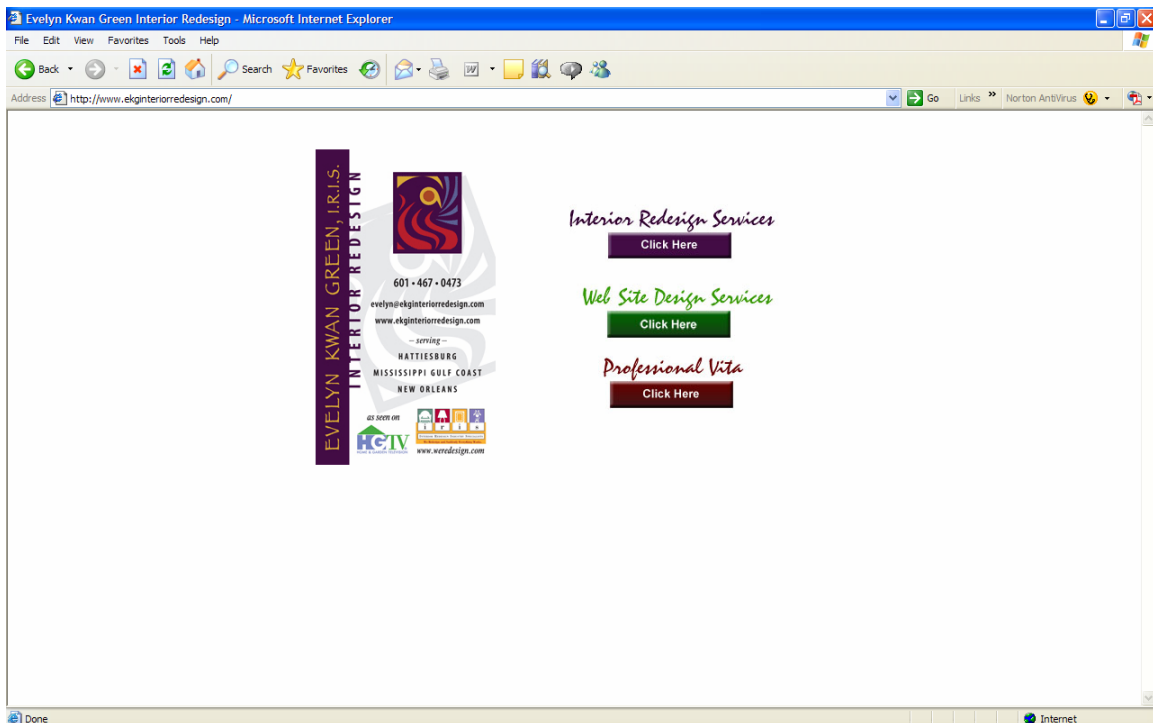 Evelyn Kwan Green Interior Redesign - Microsoft Internet Explorer
File Edit View Favorites Tools Help
Back Search Favorites
Address http://www.ekginteriorredesign.com/ Go Links » Norton AntiVirus
EVELYN KWAN GREEN, I.R.I.S.
INTERIOR REDESIGN
601 • 467 • 0473
evelyn@ekginteriorredesign.com
www.ekginteriorredesign.com
– serving –
HATTIESBURG
MISSISSIPPI GULF COAST
NEW ORLEANS
as seen on
HGTV
HOME & GARDEN TELEVISION
i r i s
www.weredesign.com
Interior Redesign Services
Click Here
Web Site Design Services
Click Here
Professional Vita
Click Here
Done Internet